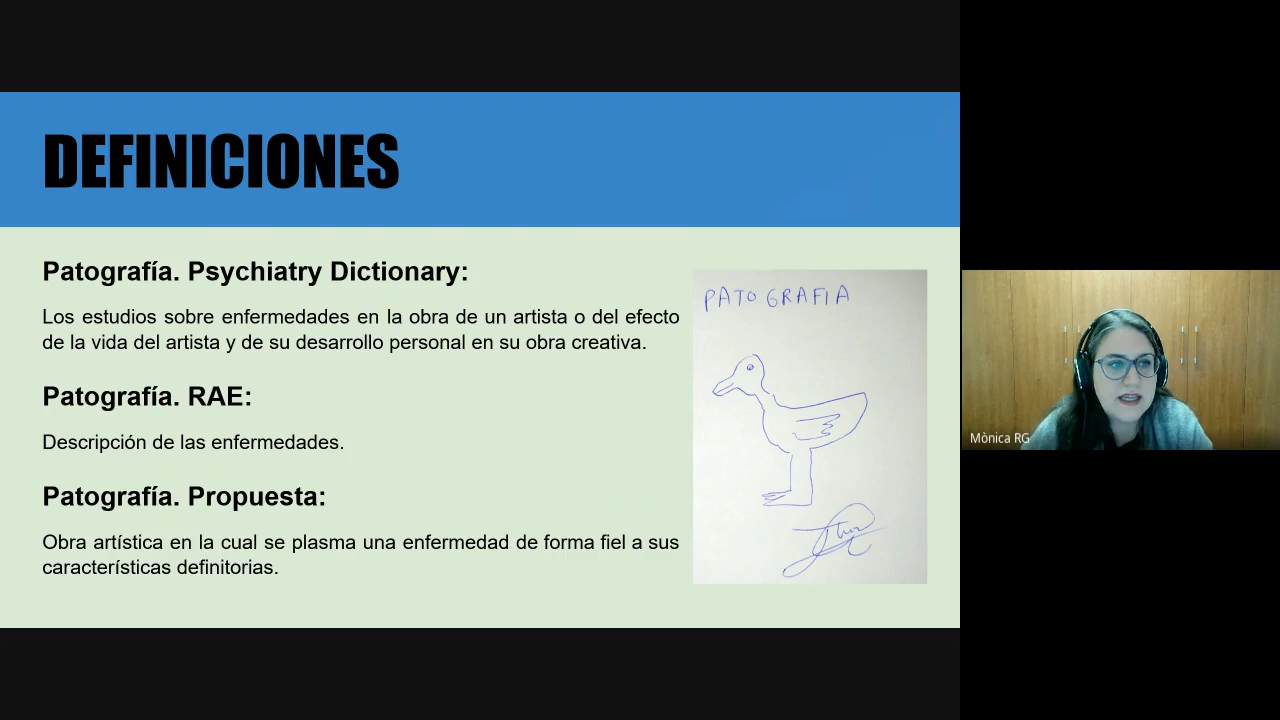 DEFINICIONES
Patografía. Psychiatry Dictionary:
Los estudios sobre enfermedades en la obra de un artista o del efecto
de la vida del artista y de su desarrollo personal en su obra creativa.
Patografía. RAE:
Descripción de las enfermedades.
Patografía. Propuesta:
Obra artística en la cual se plasma una enfermedad de forma fiel a sus
características definitorias.
PATOGRAFIA
Mònica RG